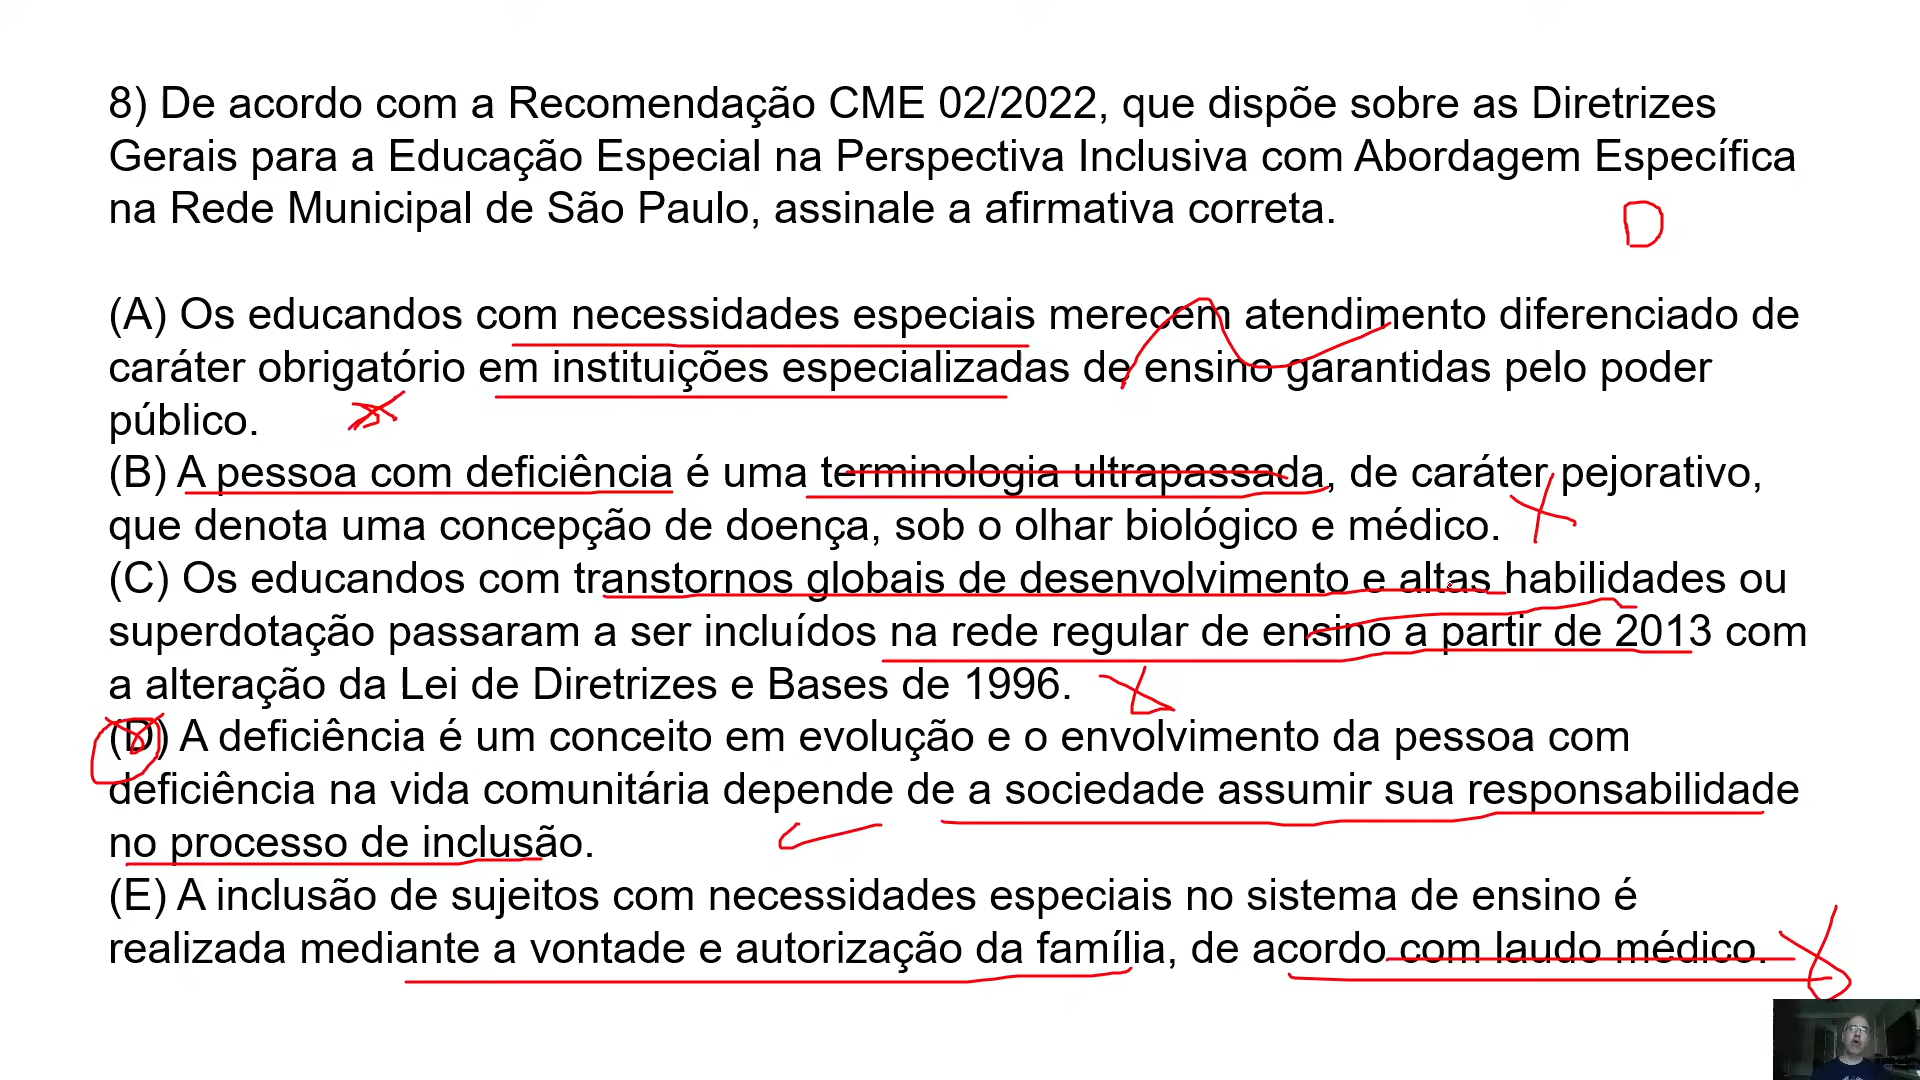 8) De acordo com a Recomendação CME 02/2022, que dispõe sobre as Diretrizes
Gerais para a Educação Especial na Perspectiva Inclusiva com Abordagem Específica
na Rede Municipal de São Paulo, assinale a afirmativa correta.
D
(A) Os educandos com necessidades especiais merecem atendimento diferenciado de
caráter obrigatório em instituições especializadas de ensino garantidas pelo poder
público.
(B) A pessoa com deficiência é uma terminologia ultrapassada, de caráter pejorativo,
que denota uma concepção de doença, sob o olhar biológico e médico.
(C) Os educandos com transtornos globais de desenvolvimento e altas habilidades ou
superdotação passaram a ser incluídos na rede regular de ensino a partir de 2013 com
a alteração da Lei de Diretrizes e Bases de 1996.
(D) A deficiência é um conceito em evolução e o envolvimento da pessoa com
deficiência na vida comunitária depende de a sociedade assumir sua responsabilidade
no processo de inclusão.
(E) A inclusão de sujeitos com necessidades especiais no sistema de ensino é
realizada mediante a vontade e autorização da família, de acordo com laudo médico.